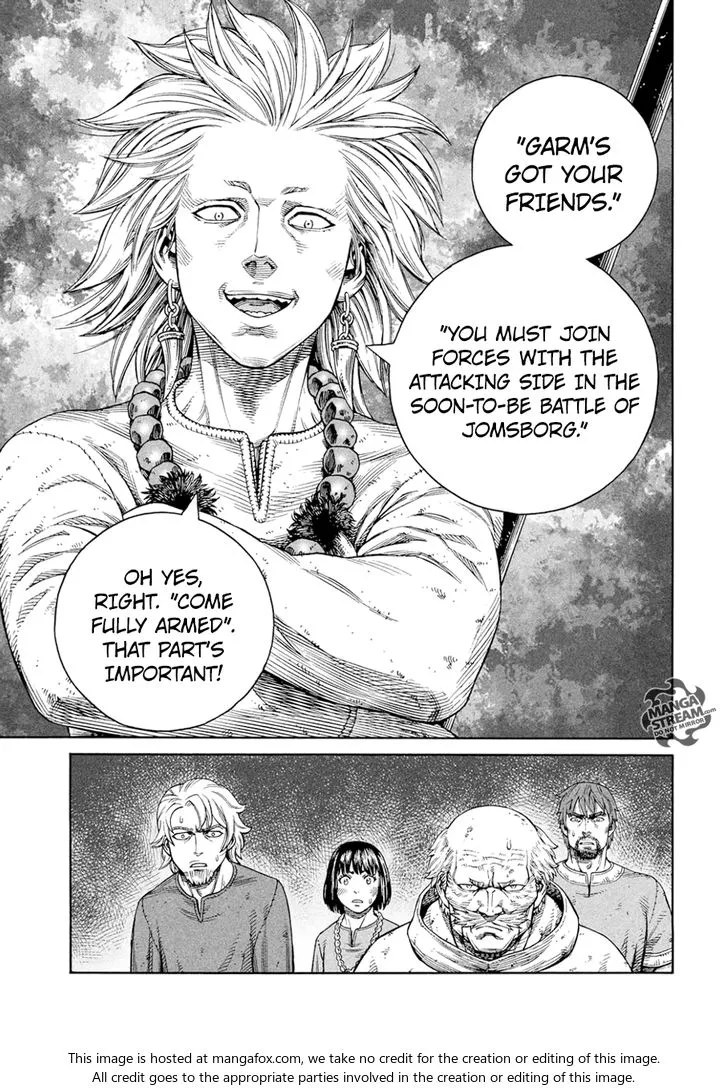 "GARM'S
GOT YOUR
FRIENDS."
"YOU MUST JOIN
FORCES WITH THE
ATTACKING SIDE IN THE
SOON-TO-BE BATTLE OF
JOMSBORG."
OH YES,
RIGHT. "COME
FULLY ARMED".
THAT PART'S
IMPORTANT!
MANGA
STREAM.com
DO NOT MIRROR
This image is hosted at mangafox.com, we take no credit for the creation or editing of this image.
All credit goes to the appropriate parties involved in the creation or editing of this image.